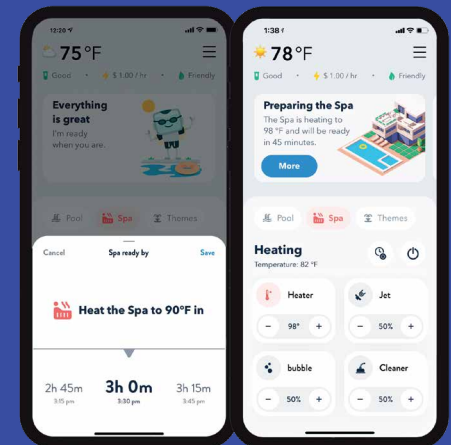 12:20
75°F
Good • $ 1.00 / hr • Friendly
Everything
is great
I'm ready
when you are.
Pool
Spa
Themes
Cancel
Spa ready by
Save
Heat the Spa to 90°F in
2h 45m
3:15 pm
3h 0m
3:30 pm
3h 15m
3:45 pm
1:38
78°F
Good • $ 1.00 / hr • Friendly
Preparing the Spa
The Spa is heating to
98 °F and will be ready
in 45 minutes.
More
Pool
Spa
Themes
Heating
Temperature: 82 °F
Heater
− 98° +
Jet
− 50% +
bubble
− 50% +
Cleaner
− 50% +